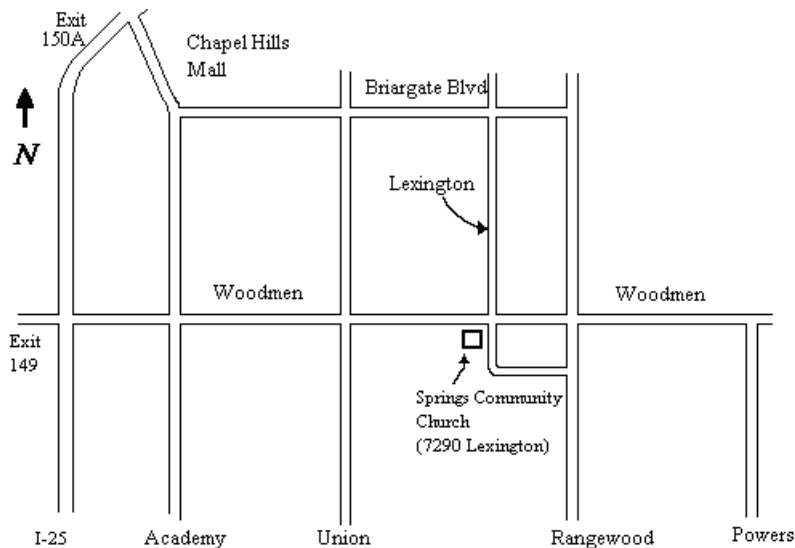 Exit
150A
Chapel Hills
Mall
Briargate Blvd
N
Lexington
Woodmen
Woodmen
Exit
149
Springs Community
Church
(7290 Lexington)
I-25
Academy
Union
Rangewood
Powers